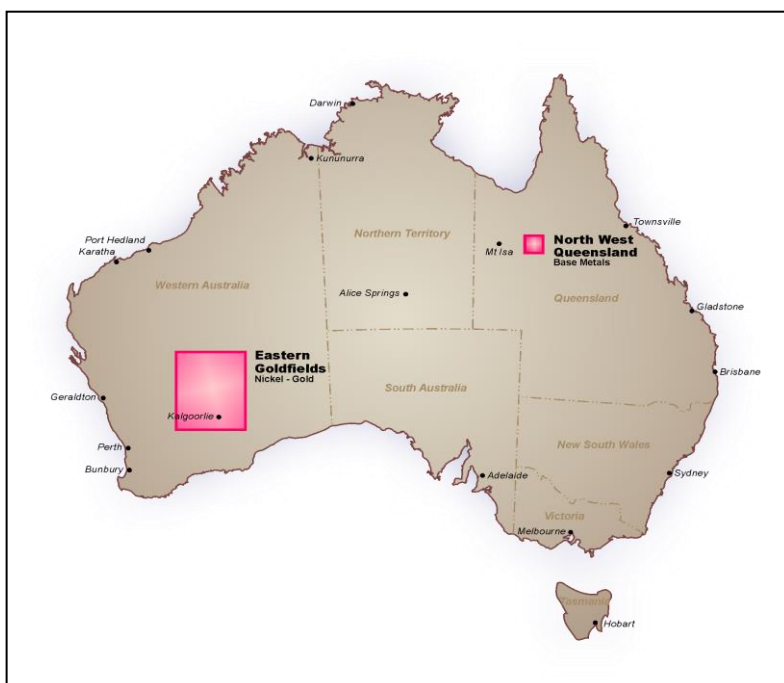 Darwin
Kununurra
Port Hedland
Karatha
Northern Territory
Mt Isa
North West
Queensland
Base Metals
Townsville
Western Australia
Alice Springs
Queensland
Gladstone
Eastern
Goldfields
Nickel - Gold
Brisbane
South Australia
Geraldton
Kalgoorlie
New South Wales
Perth
Bunbury
Adelaide
Sydney
Victoria
Melbourne
Tasmania
Hobart